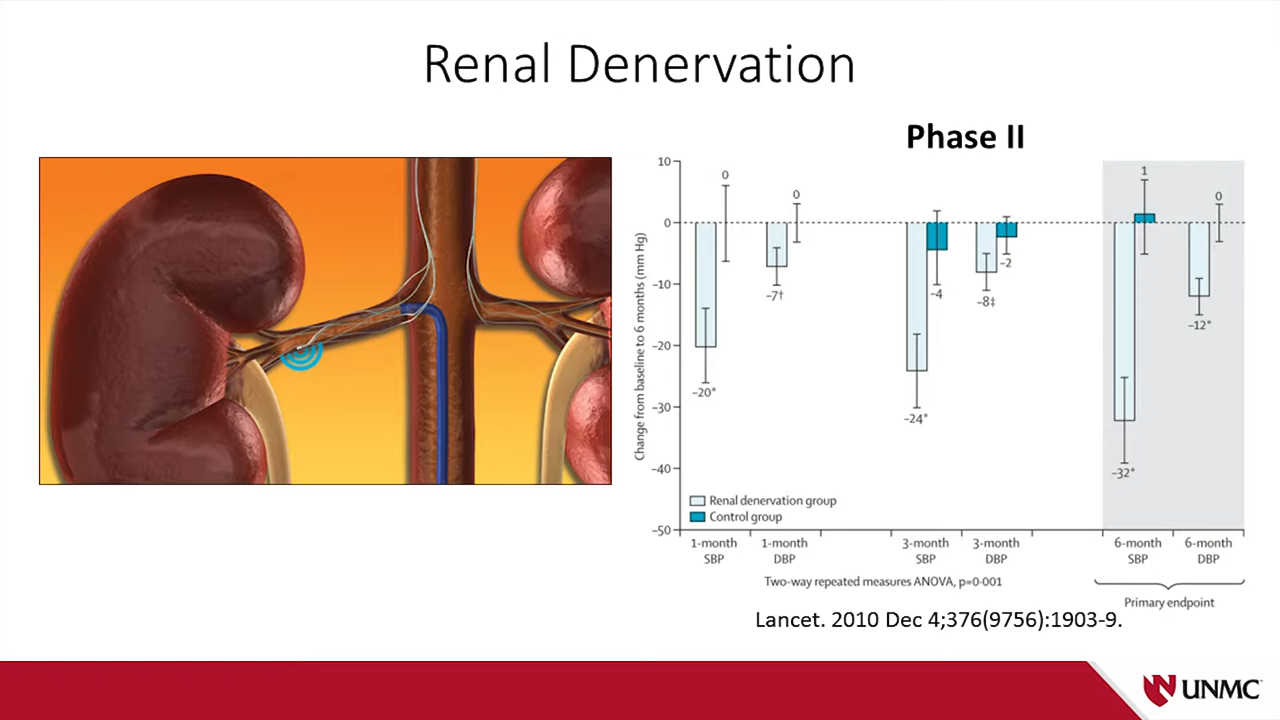 Renal Denervation
Phase II
Change from baseline to 6 months (mm Hg)
10
0
–10
–20
–30
–40
–50
0
–20*
0
–7†
–24*
–4
–8‡
–2
1
–32*
0
–12*
Renal denervation group
Control group
1-month
SBP
1-month
DBP
3-month
SBP
3-month
DBP
6-month
SBP
6-month
DBP
Two-way repeated measures ANOVA, p=0·001
Primary endpoint
Lancet. 2010 Dec 4;376(9756):1903-9.
UNMC